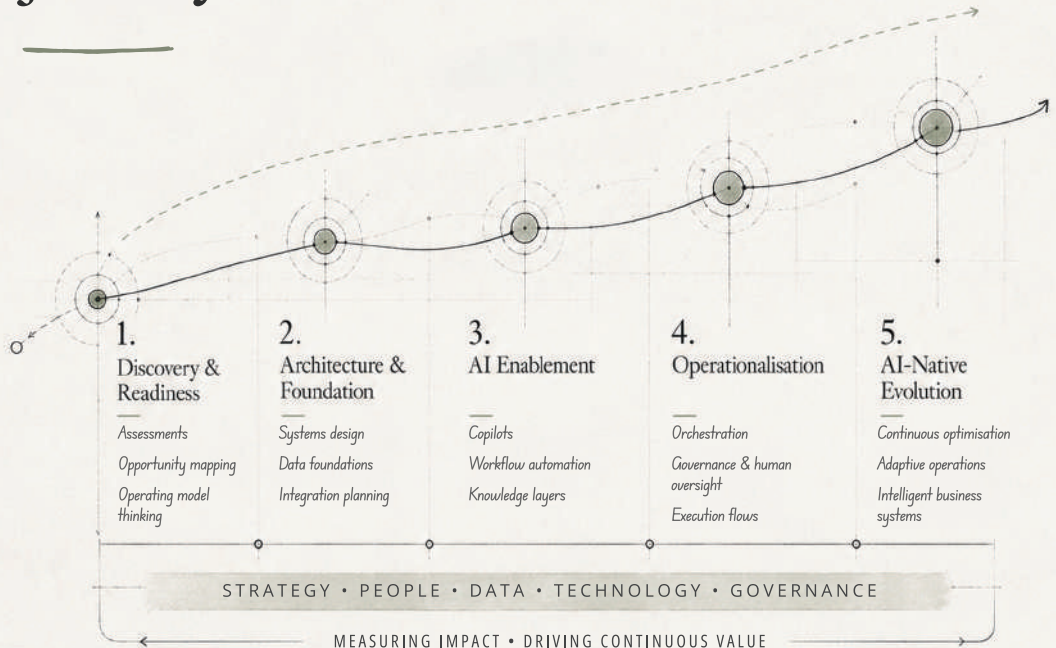 1.
Discovery &
Readiness
Assessments
Opportunity mapping
Operating model
thinking
2.
Architecture &
Foundation
Systems design
Data foundations
Integration planning
3.
AI Enablement
Copilots
Workflow automation
Knowledge layers
4.
Operationalisation
Orchestration
Governance & human
oversight
Execution flows
5.
AI-Native
Evolution
Continuous optimisation
Adaptive operations
Intelligent business
systems
STRATEGY • PEOPLE • DATA • TECHNOLOGY • GOVERNANCE
MEASURING IMPACT • DRIVING CONTINUOUS VALUE